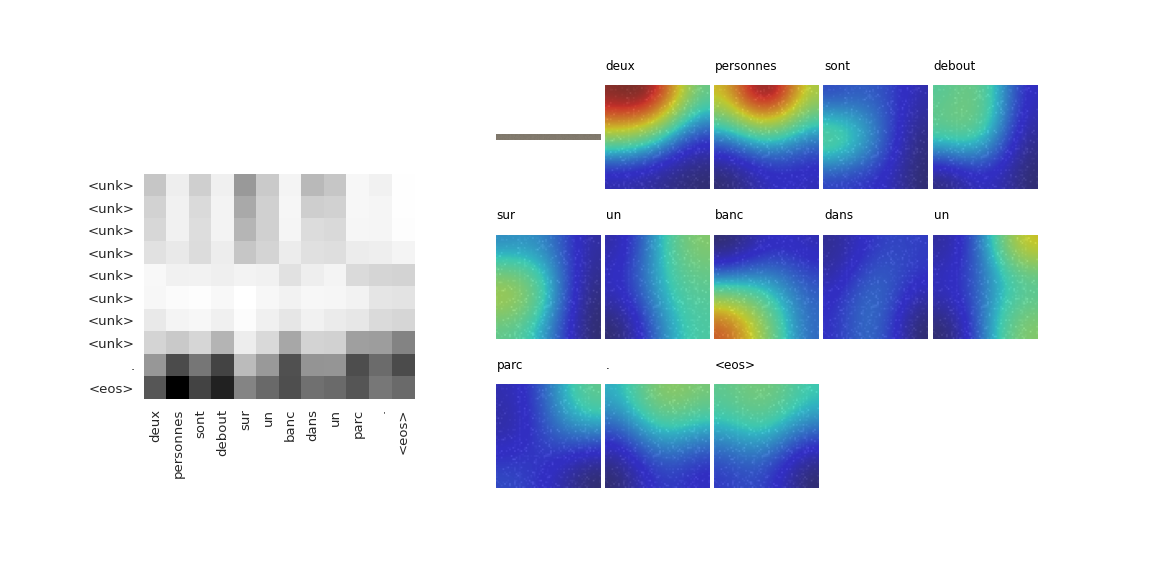 <unk>
<unk>
<unk>
<unk>
<unk>
<unk>
<unk>
<unk>
.
<eos>
deux personnes sont debout sur un banc dans un parc . <eos>
deux personnes sont debout
sur un banc dans un
parc . <eos>